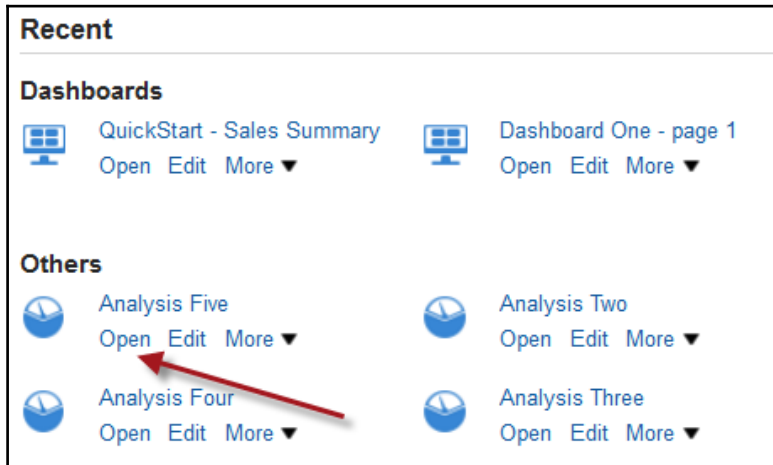 Recent
Dashboards
QuickStart - Sales Summary
Open Edit More
Dashboard One - page 1
Open Edit More
Others
Analysis Five
Open Edit More
Analysis Two
Open Edit More
Analysis Four
Open Edit More
Analysis Three
Open Edit More